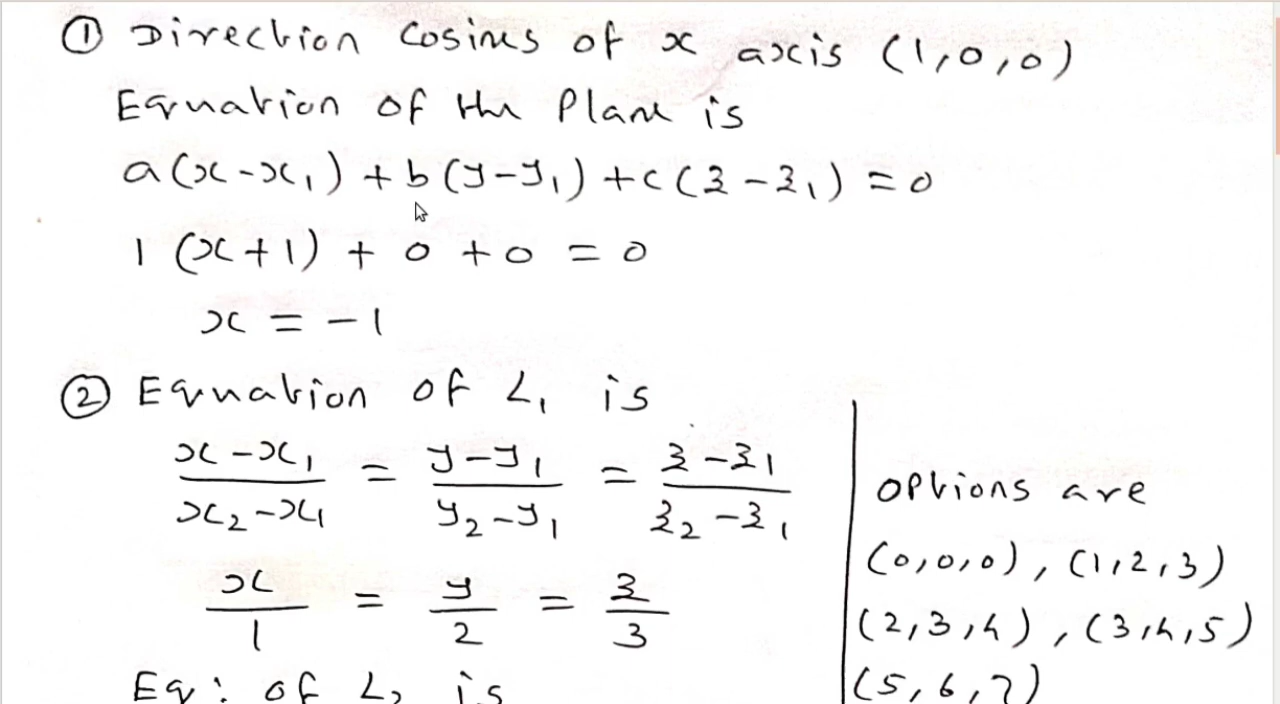 ① Direction cosines of x axis (1,0,0)
Equation of the Plane is
a(x-x₁) + b(y-y₁) + c(z-z₁) = 0
1 (x+1) + 0 + 0 = 0
x = -1
② Equation of L₁ is
(x-x₁)/(x₂-x₁) = (y-y₁)/(y₂-y₁) = (z-z₁)/(z₂-z₁)
x/1 = y/2 = z/3
Eq: of L₂ is
options are
(0,0,0), (1,2,3)
(2,3,4), (3,4,5)
(5,6,7)